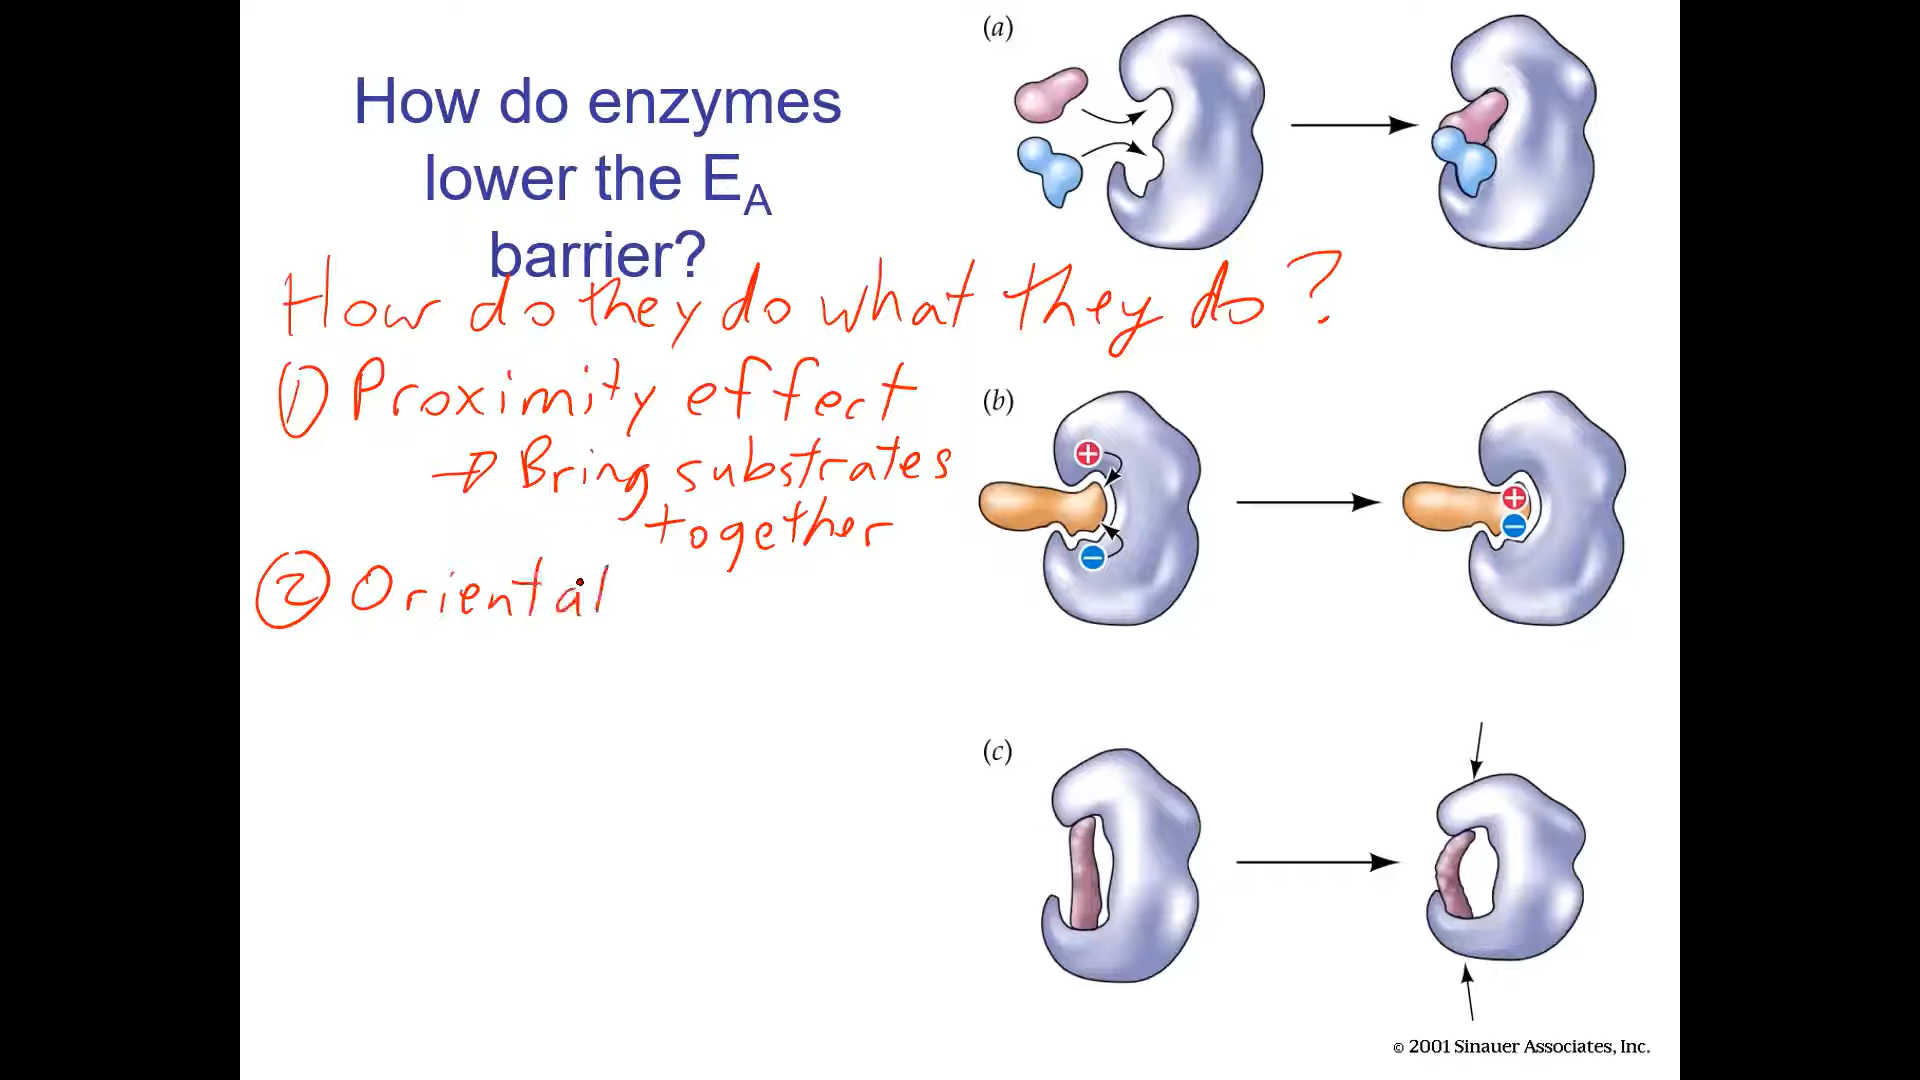 How do enzymes
lower the EA
barrier?
How do they do what they do?
① Proximity effect
→ Bring substrates
together
② Oriental
(a)
(b)
+
−
+
−
(c)
© 2001 Sinauer Associates, Inc.